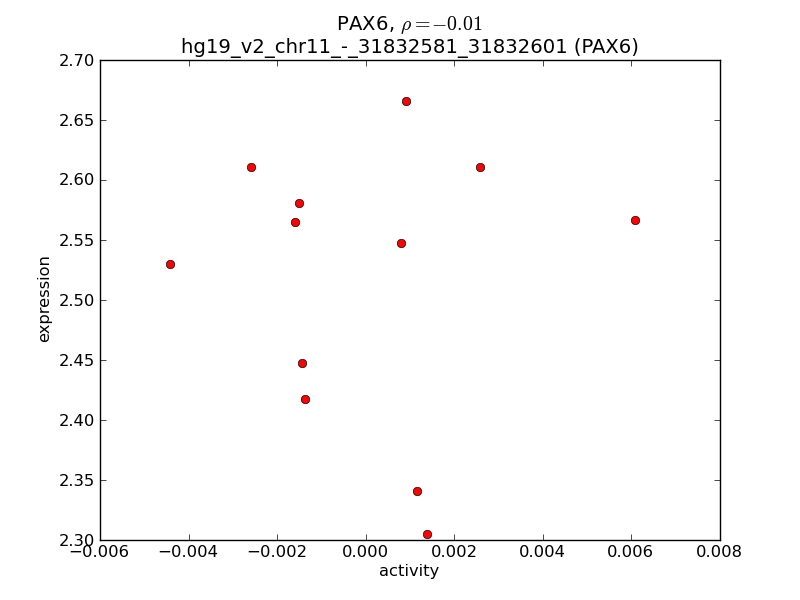 PAX6, ρ = −0.01
hg19_v2_chr11_-_31832581_31832601 (PAX6)
2.70
2.65
2.60
2.55
2.50
2.45
2.40
2.35
2.30
expression
−0.006 −0.004 −0.002 0.000 0.002 0.004 0.006 0.008
activity